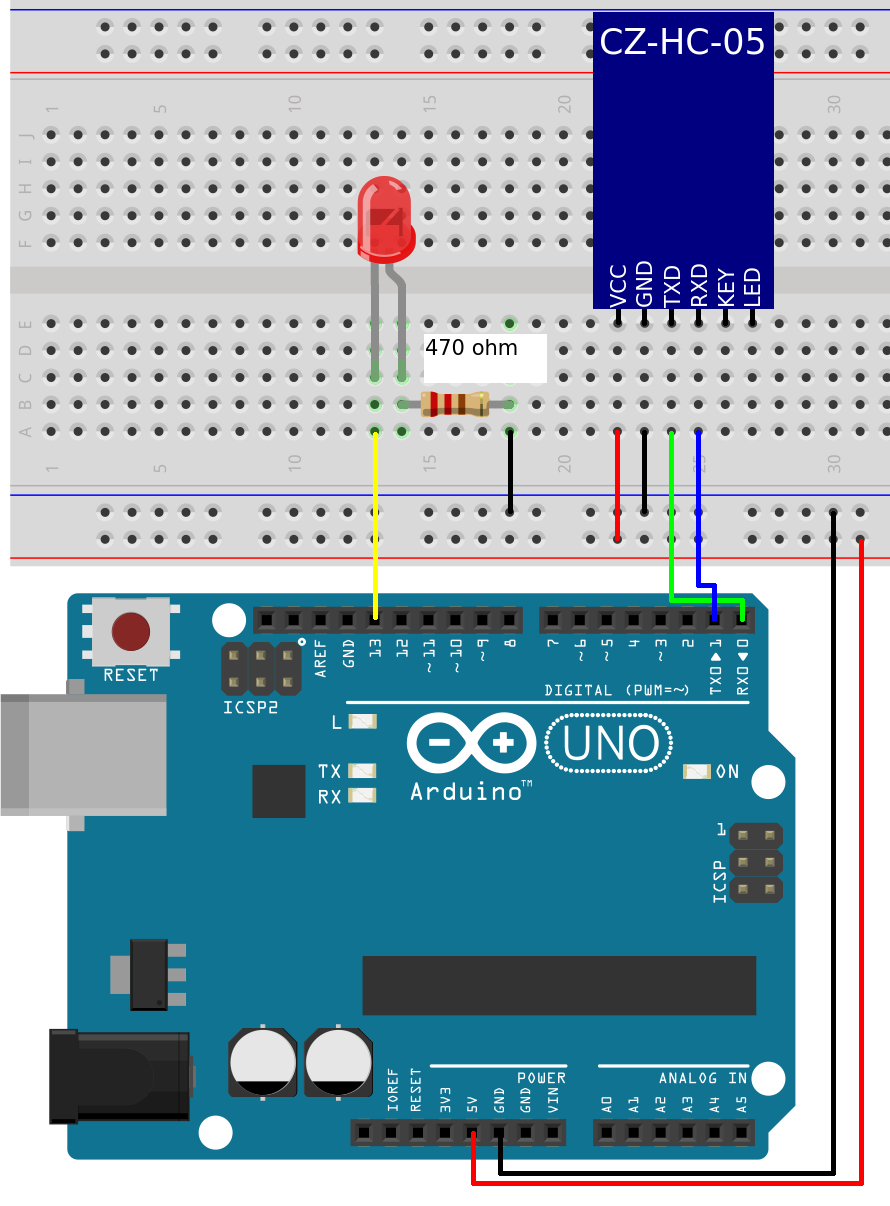 CZ-HC-05
1 5 10 15 20 30
J
I
H
G
F
VCC GND TXD RXD KEY LED
E
D
C
B
A
470 ohm
1 5 10 15 20 25 30
RESET
ICSP2
AREF GND 13 12 ~11 ~10 ~9 8
7 ~6 ~5 4 ~3 2 TX0▶1 RX0◀0
DIGITAL (PWM=~)
L
TX
RX
UNO
Arduino™
ON
1
ICSP
IOREF RESET 3V3 5V GND GND VIN
POWER
ANALOG IN
A0 A1 A2 A3 A4 A5